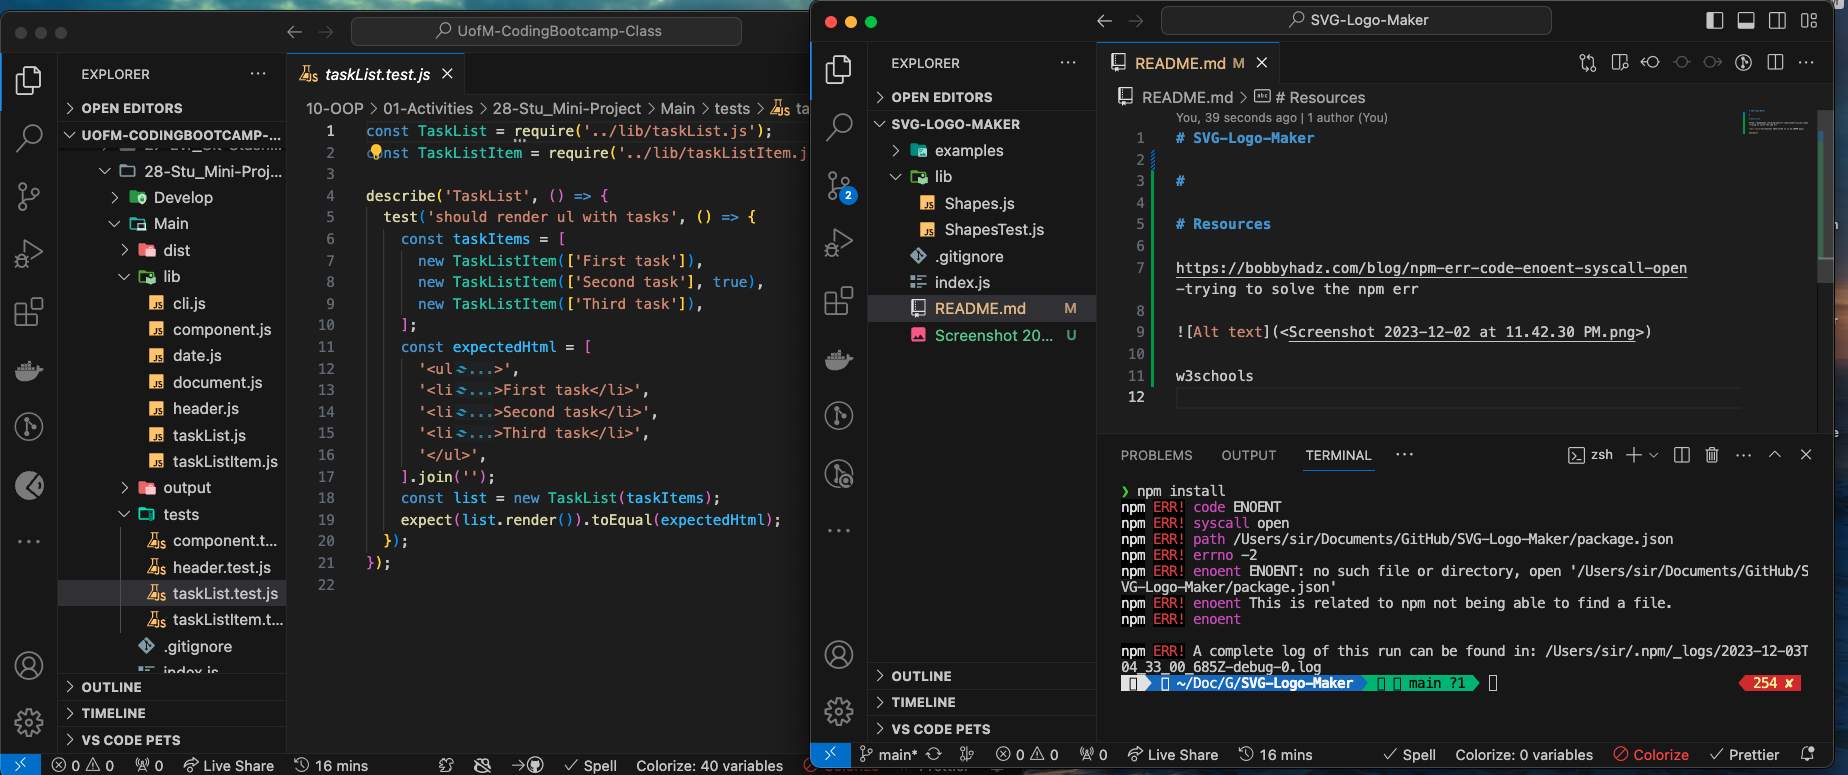 UofM-CodingBootcamp-Class
EXPLORER
OPEN EDITORS
UOFM-CODINGBOOTCAMP-...
28-Stu_Mini-Proj...
Develop
Main
dist
lib
cli.js
component.js
date.js
document.js
header.js
taskList.js
taskListItem.js
output
tests
component.t...
header.test.js
taskList.test.js
taskListItem.t...
.gitignore
index.js
OUTLINE
TIMELINE
VS CODE PETS
taskList.test.js
10-OOP > 01-Activities > 28-Stu_Mini-Project > Main > tests > ta
1 const TaskList = require('../lib/taskList.js');
2 const TaskListItem = require('../lib/taskListItem.j
3
4 describe('TaskList', () => {
5 test('should render ul with tasks', () => {
6 const taskItems = [
7 new TaskListItem(['First task']),
8 new TaskListItem(['Second task'], true),
9 new TaskListItem(['Third task']),
10 ];
11 const expectedHtml = [
12 '<ul ...>',
13 '<li ...>First task</li>',
14 '<li ...>Second task</li>',
15 '<li ...>Third task</li>',
16 '</ul>',
17 ].join('');
18 const list = new TaskList(taskItems);
19 expect(list.render()).toEqual(expectedHtml);
20 });
21 });
22
0 0 0 Live Share 16 mins Spell Colorize: 40 variables
SVG-Logo-Maker
EXPLORER
OPEN EDITORS
SVG-LOGO-MAKER
examples
lib
Shapes.js
ShapesTest.js
.gitignore
index.js
README.md M
Screenshot 20... U
2
OUTLINE
TIMELINE
VS CODE PETS
README.md M
README.md > # Resources
You, 39 seconds ago | 1 author (You)
1 # SVG-Logo-Maker
2
3 #
4
5 # Resources
6
7 https://bobbyhadz.com/blog/npm-err-code-enoent-syscall-open
-trying to solve the npm err
8
9 ![Alt text](<Screenshot 2023-12-02 at 11.42.30 PM.png>)
10
11 w3schools
12
PROBLEMS OUTPUT TERMINAL zsh
❯ npm install
npm ERR! code ENOENT
npm ERR! syscall open
npm ERR! path /Users/sir/Documents/GitHub/SVG-Logo-Maker/package.json
npm ERR! errno -2
npm ERR! enoent ENOENT: no such file or directory, open '/Users/sir/Documents/GitHub/S
VG-Logo-Maker/package.json'
npm ERR! enoent This is related to npm not being able to find a file.
npm ERR! enoent
npm ERR! A complete log of this run can be found in: /Users/sir/.npm/_logs/2023-12-03T
04_33_00_685Z-debug-0.log
~/Doc/G/SVG-Logo-Maker main ?1 254 ✘
main* 0 0 0 Live Share 16 mins Spell Colorize: 0 variables Colorize Prettier